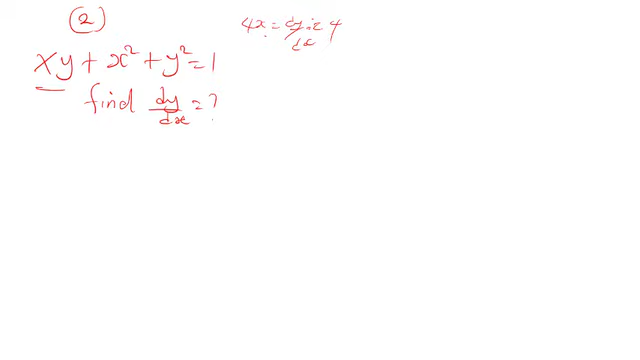 (2)
4x = dy/dx = 4
xy + x² + y² = 1
find dy/dx = ?